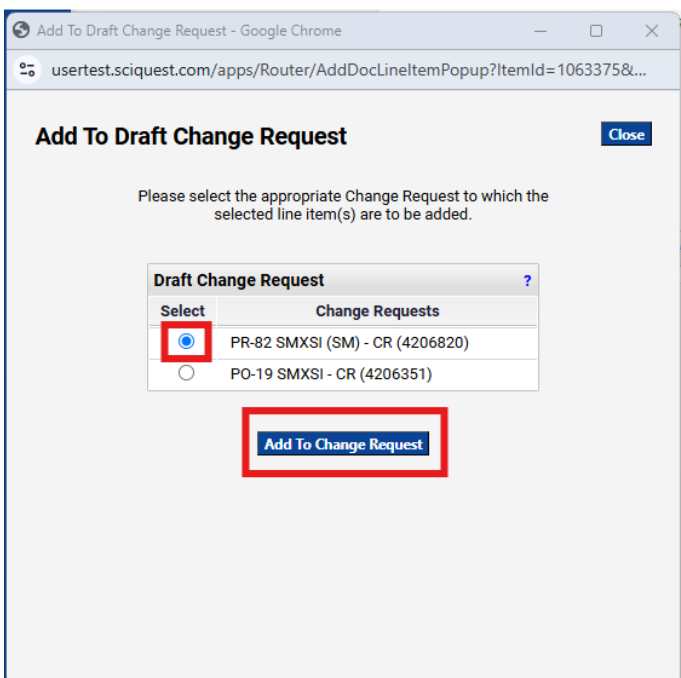 Add To Draft Change Request - Google Chrome
usertest.sciquest.com/apps/Router/AddDocLineItemPopup?ItemId=1063375&...
Add To Draft Change Request
Close
Please select the appropriate Change Request to which the
selected line item(s) are to be added.
Draft Change Request ?
Select Change Requests
PR-82 SMXSI (SM) - CR (4206820)
PO-19 SMXSI - CR (4206351)
Add To Change Request